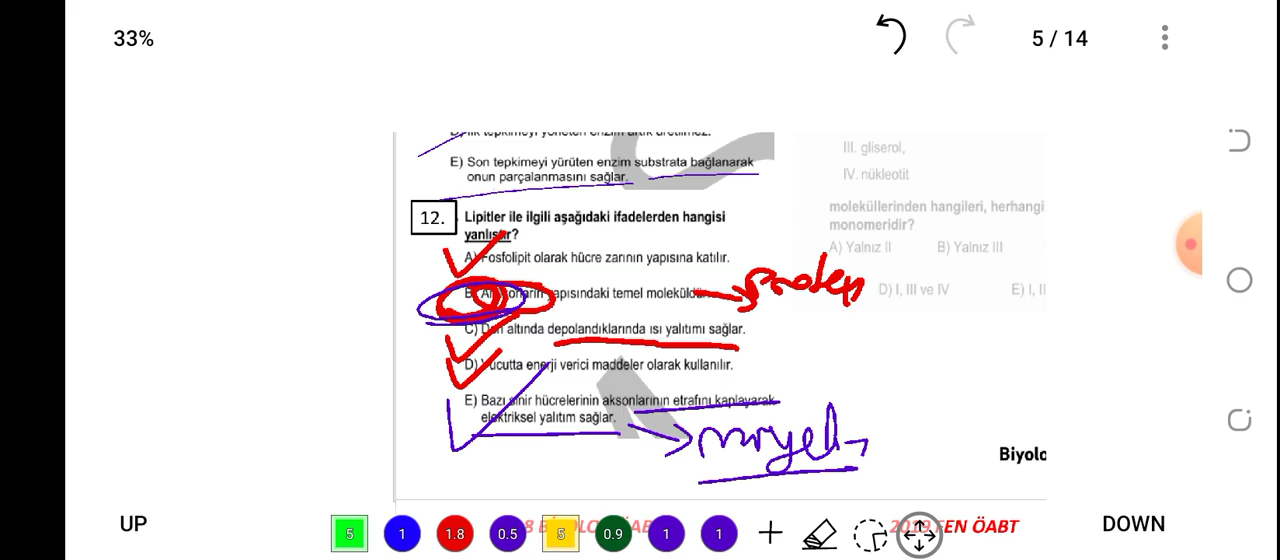 33%
5 / 14
E) Son tepkimeyi yürüten enzim substrata bağlanarak
onun parçalanmasını sağlar.
12. Lipitler ile ilgili aşağıdaki ifadelerden hangisi
yanlıştır?
A) Fosfolipit olarak hücre zarının yapısına katılır.
B) yapısındaki temel moleküldür.
C) Deri altında depolandıklarında ısı yalıtımı sağlar.
D) Vücutta enerji verici maddeler olarak kullanılır.
E) Bazı sinir hücrelerinin aksonlarının etrafını kaplayarak
elektriksel yalıtım sağlar.
miyelin
III. gliserol,
IV. nükleotit
moleküllerinden hangileri, herhangi
monomeridir?
A) Yalnız II B) Yalnız III
D) I, III ve IV E) I, II
Biyolo
UP
5 1 1.8 0.5 5 0.9 1 1
FEN ÖABT
DOWN